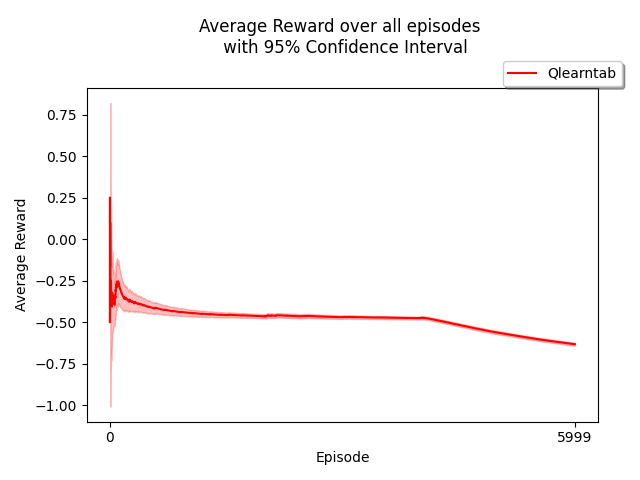 Average Reward over all episodes
with 95% Confidence Interval
Qlearntab
0.75
0.50
0.25
0.00
−0.25
−0.50
−0.75
−1.00
Average Reward
0
5999
Episode